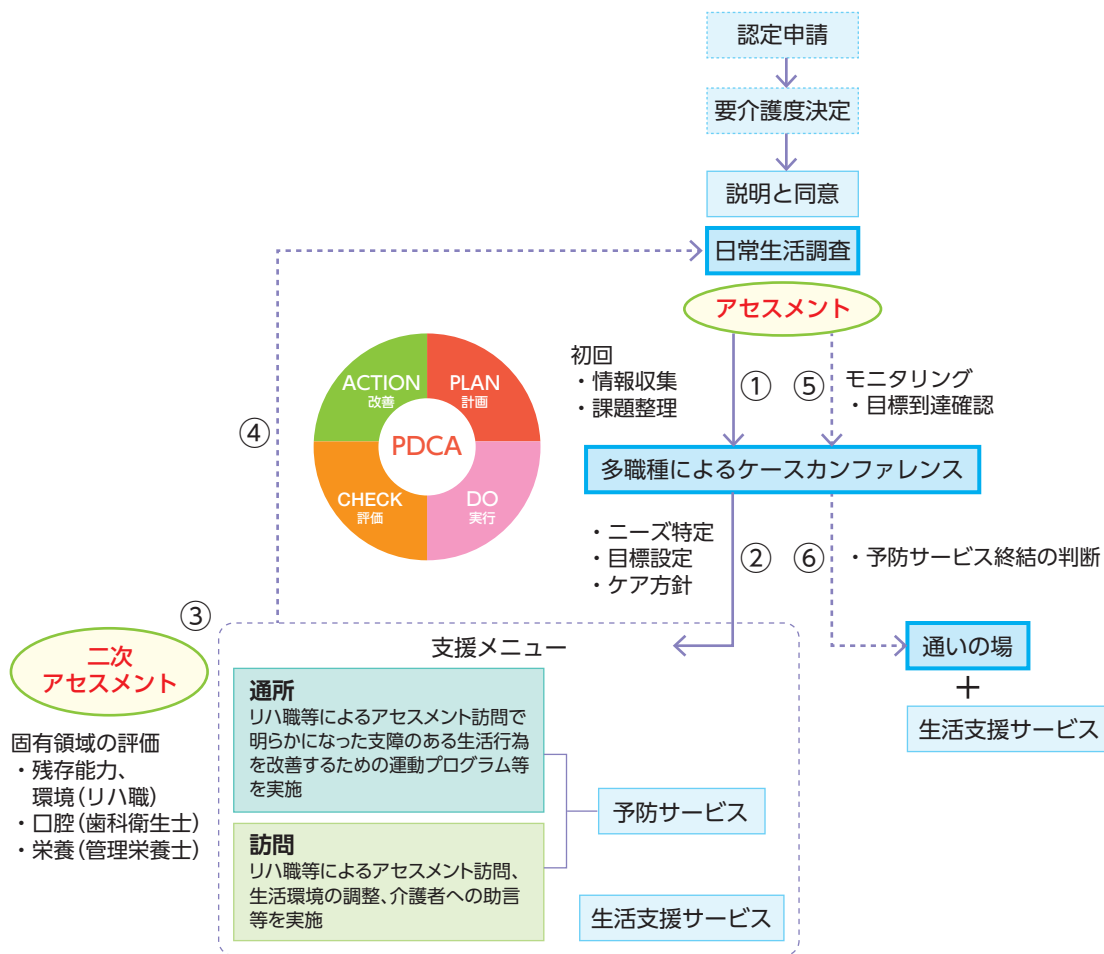 認定申請
要介護度決定
説明と同意
日常生活調査
アセスメント
初回
・情報収集
・課題整理
①
⑤
モニタリング
・目標到達確認
ACTION
改善
PLAN
計画
PDCA
CHECK
評価
DO
実行
④
多職種によるケースカンファレンス
・ニーズ特定
・目標設定
・ケア方針
②
⑥
・予防サービス終結の判断
③
二次
アセスメント
固有領域の評価
・残存能力、
環境(リハ職)
・口腔(歯科衛生士)
・栄養(管理栄養士)
支援メニュー
通所
リハ職等によるアセスメント訪問で
明らかになった支障のある生活行為
を改善するための運動プログラム等
を実施
訪問
リハ職等によるアセスメント訪問、
生活環境の調整、介護者への助言
等を実施
予防サービス
生活支援サービス
通いの場
+
生活支援サービス